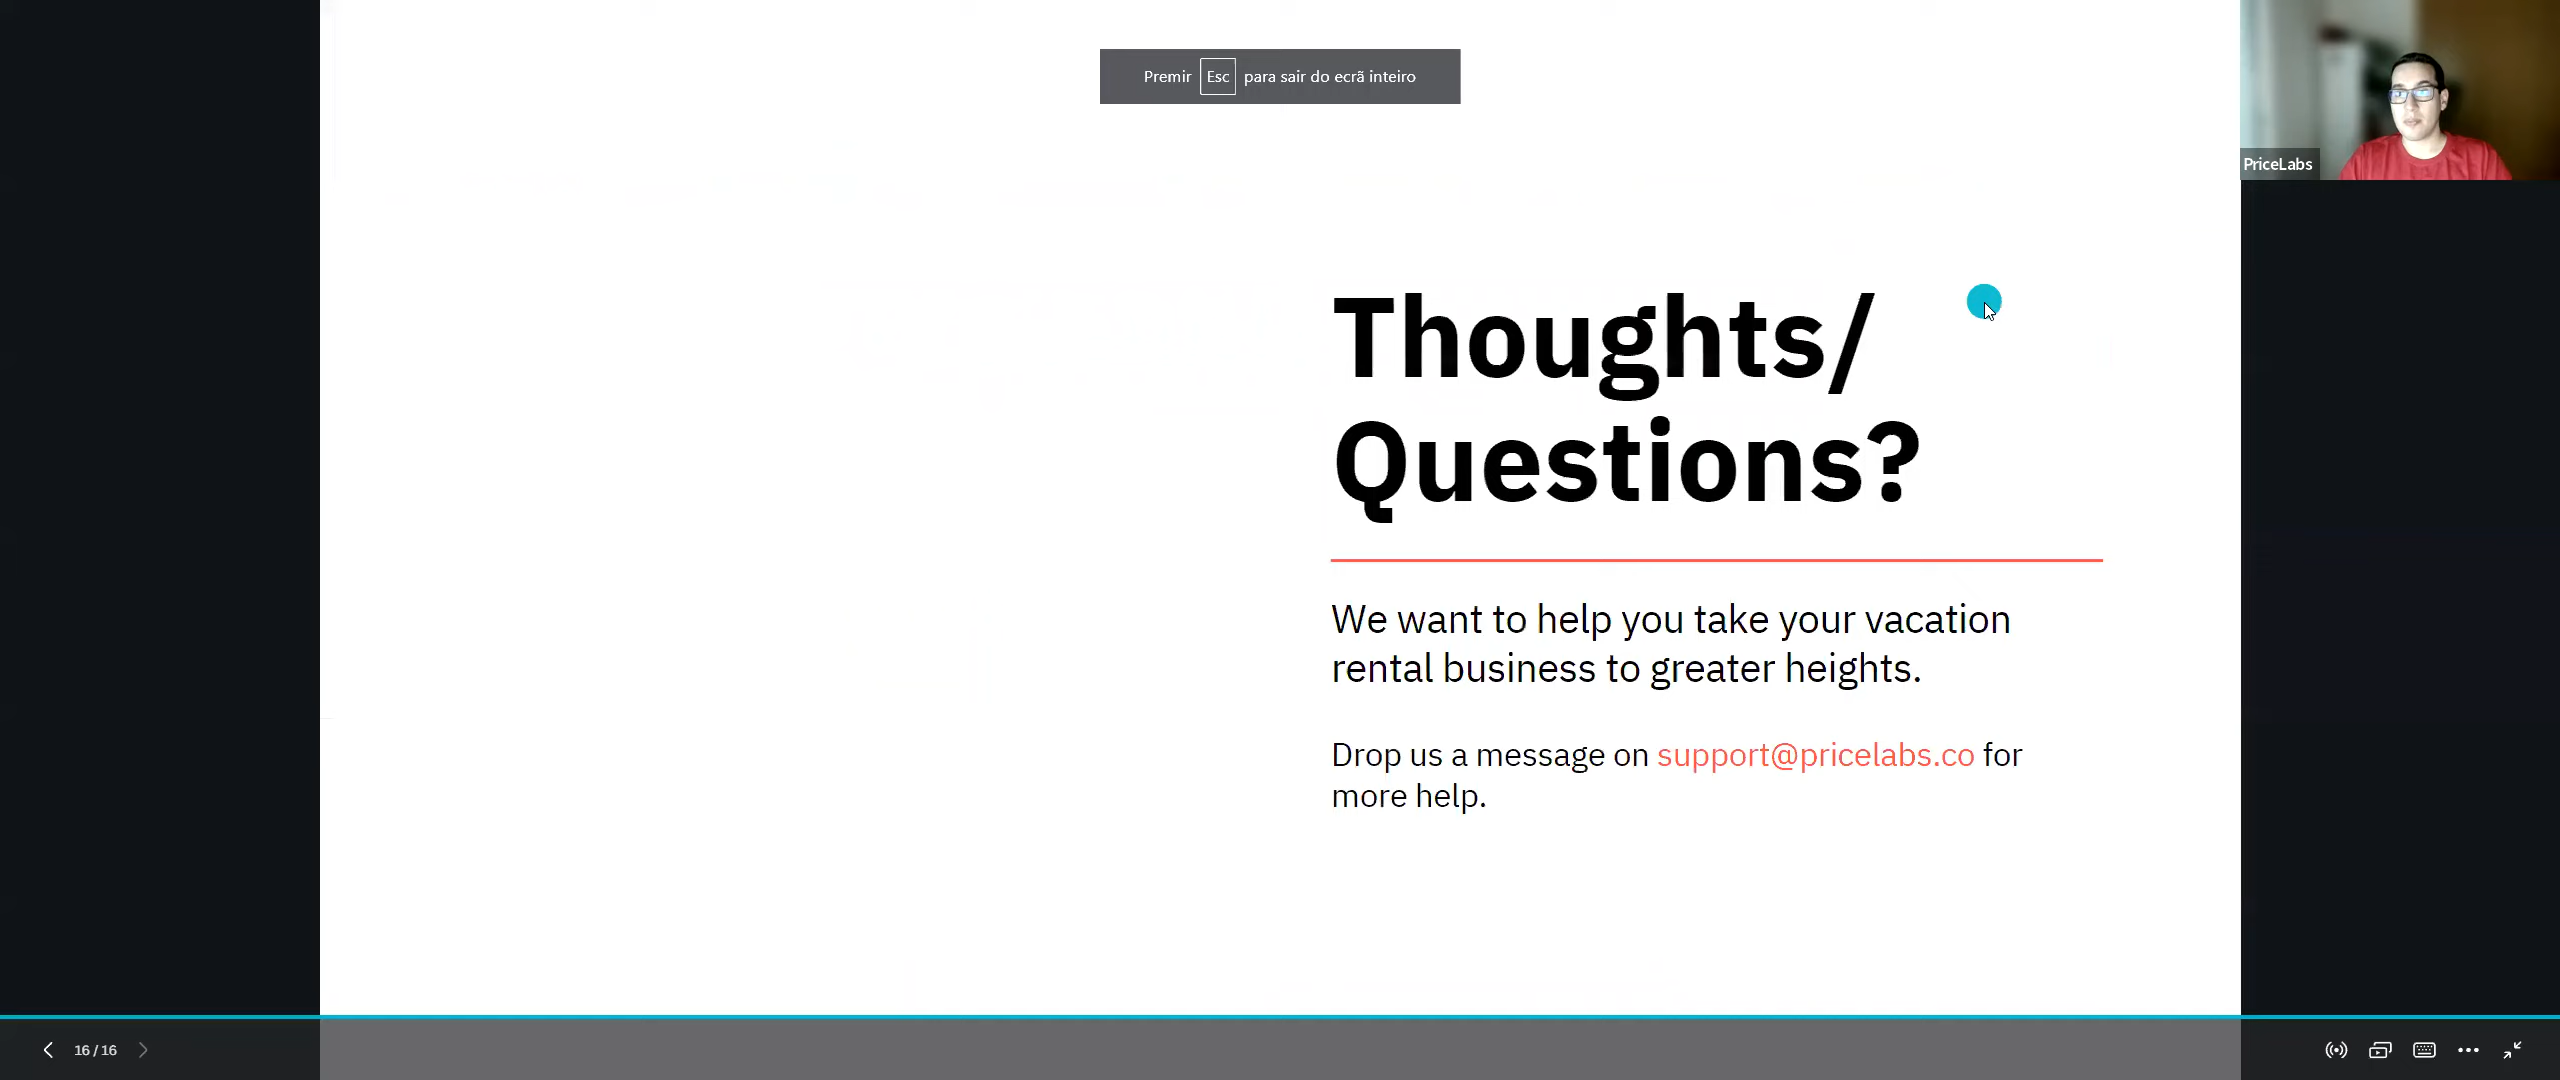 Premir Esc para sair do ecrã inteiro
PriceLabs
Thoughts/
Questions?
We want to help you take your vacation
rental business to greater heights.
Drop us a message on support@pricelabs.co for
more help.
16 / 16